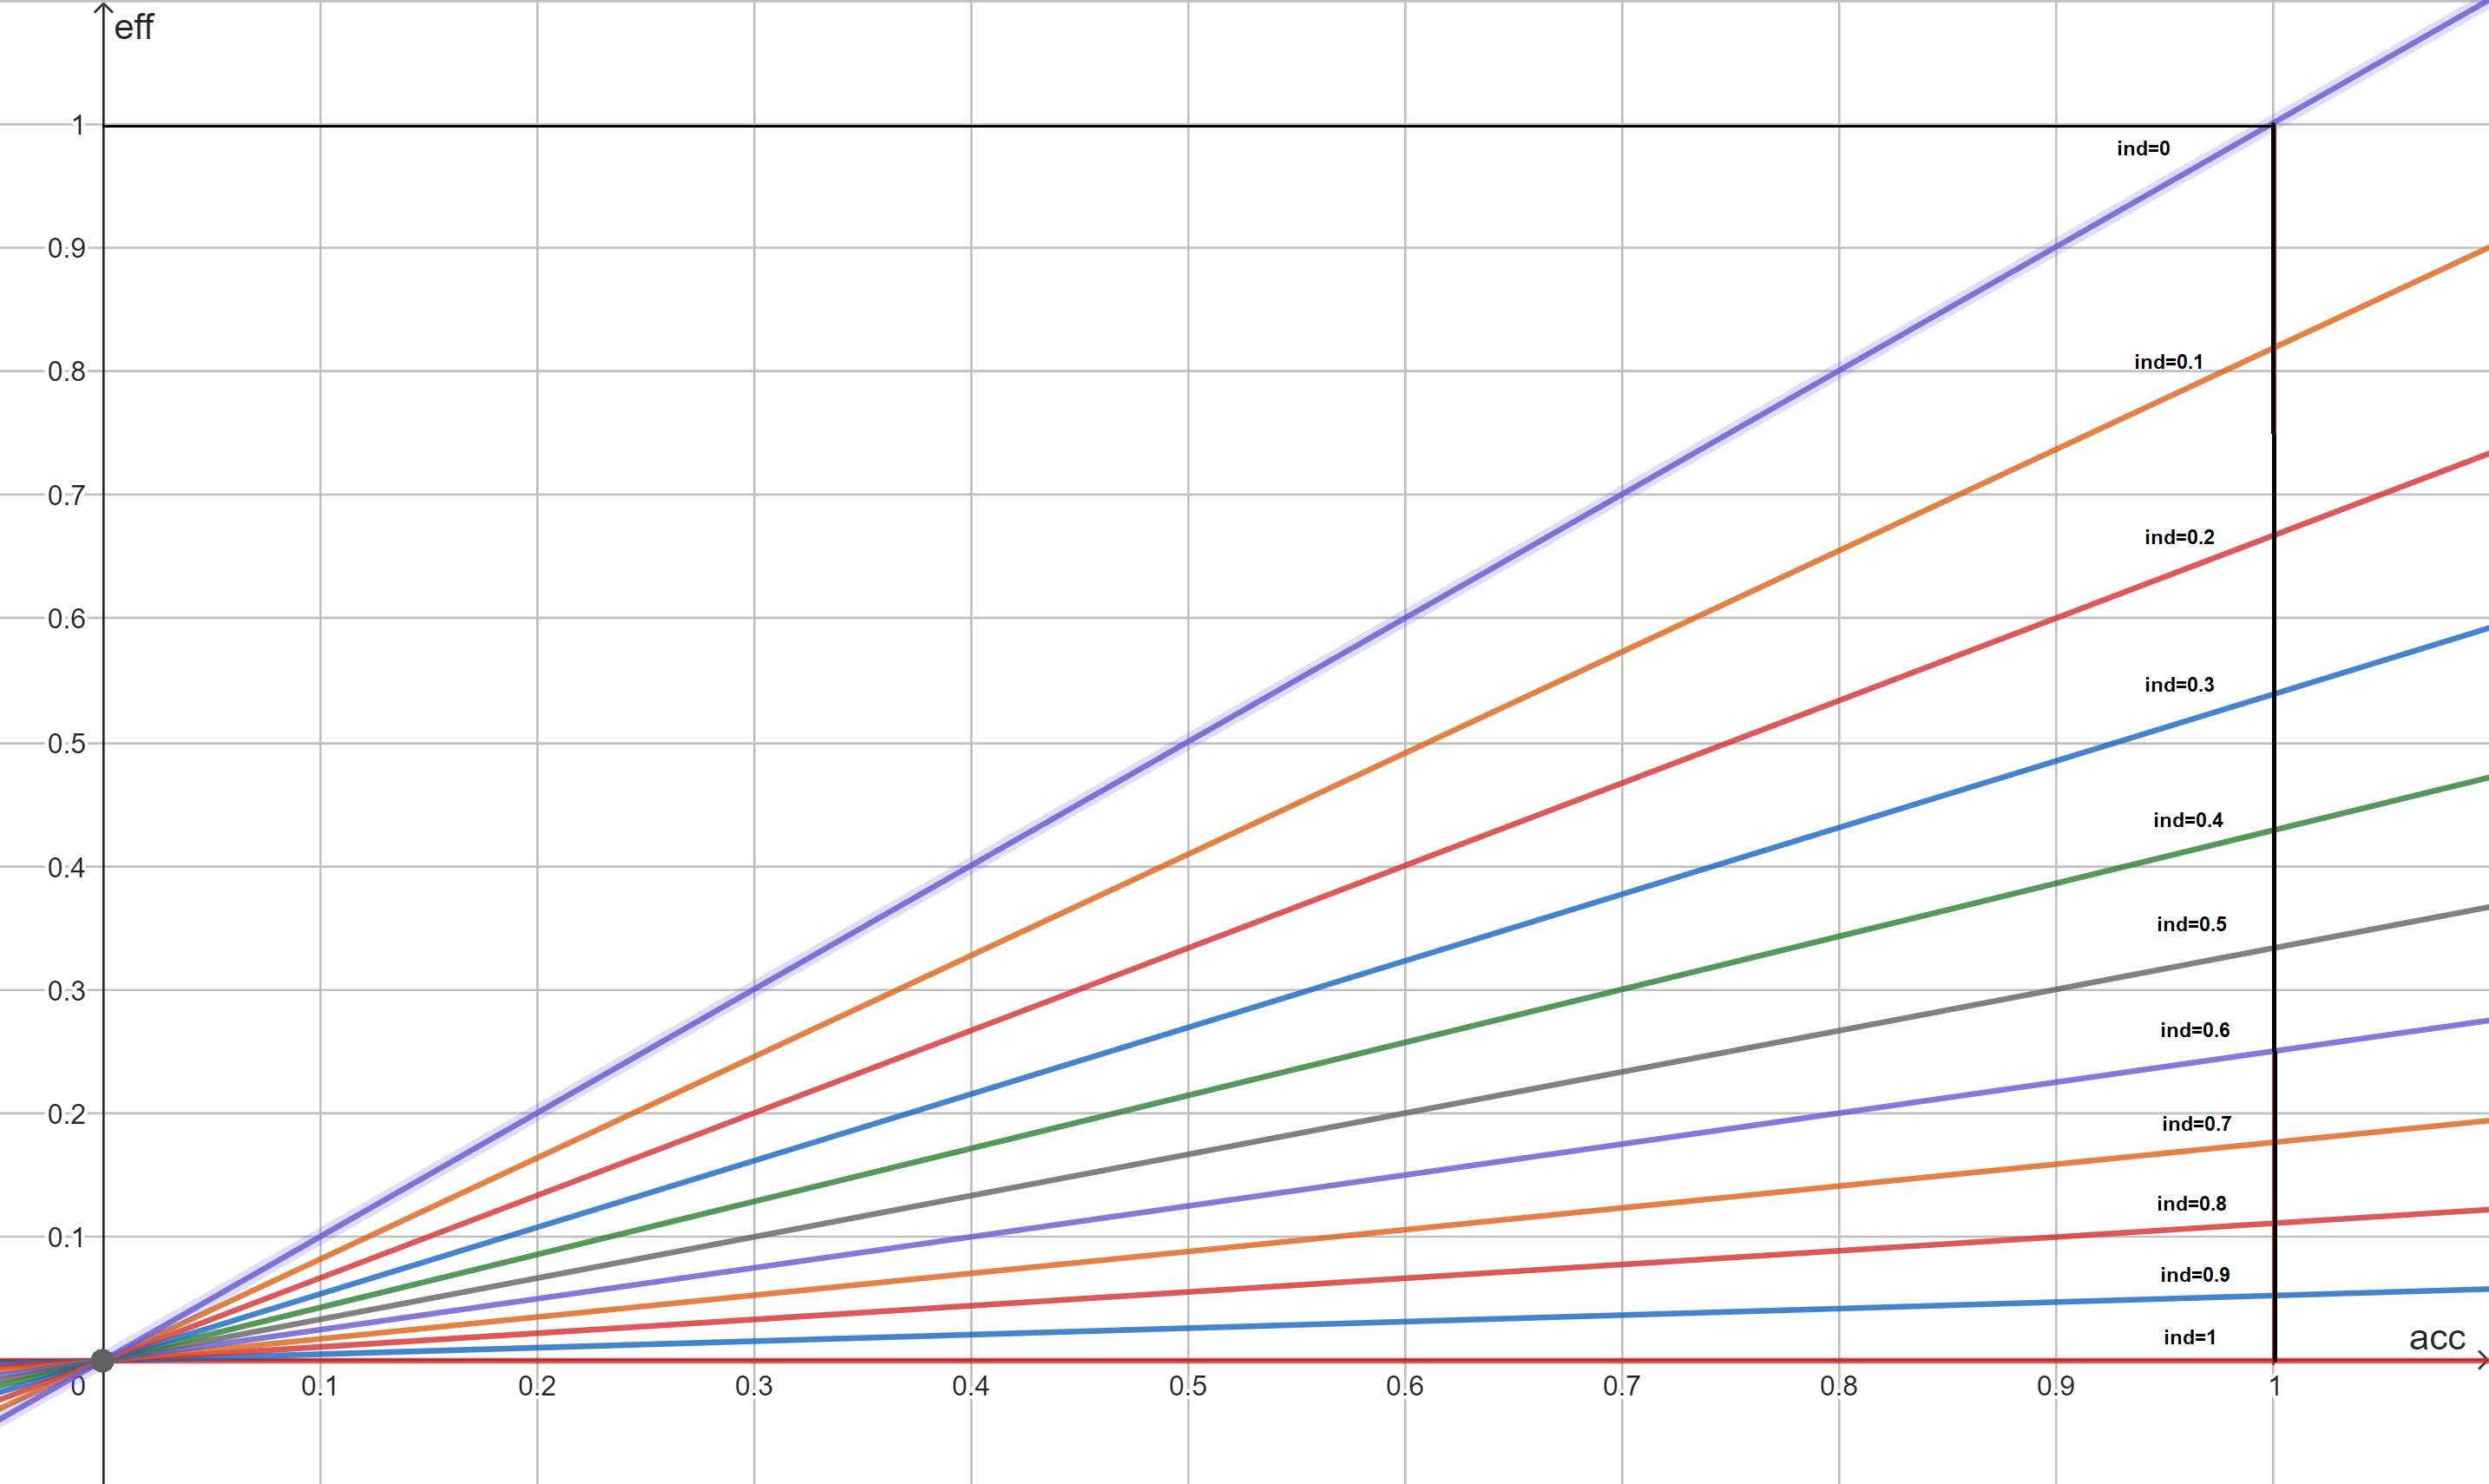 eff
1
ind=0
0.9
ind=0.1
0.8
0.7
ind=0.2
0.6
ind=0.3
0.5
ind=0.4
0.4
ind=0.5
0.3
ind=0.6
0.2
ind=0.7
ind=0.8
0.1
ind=0.9
ind=1
acc
0 0.1 0.2 0.3 0.4 0.5 0.6 0.7 0.8 0.9 1